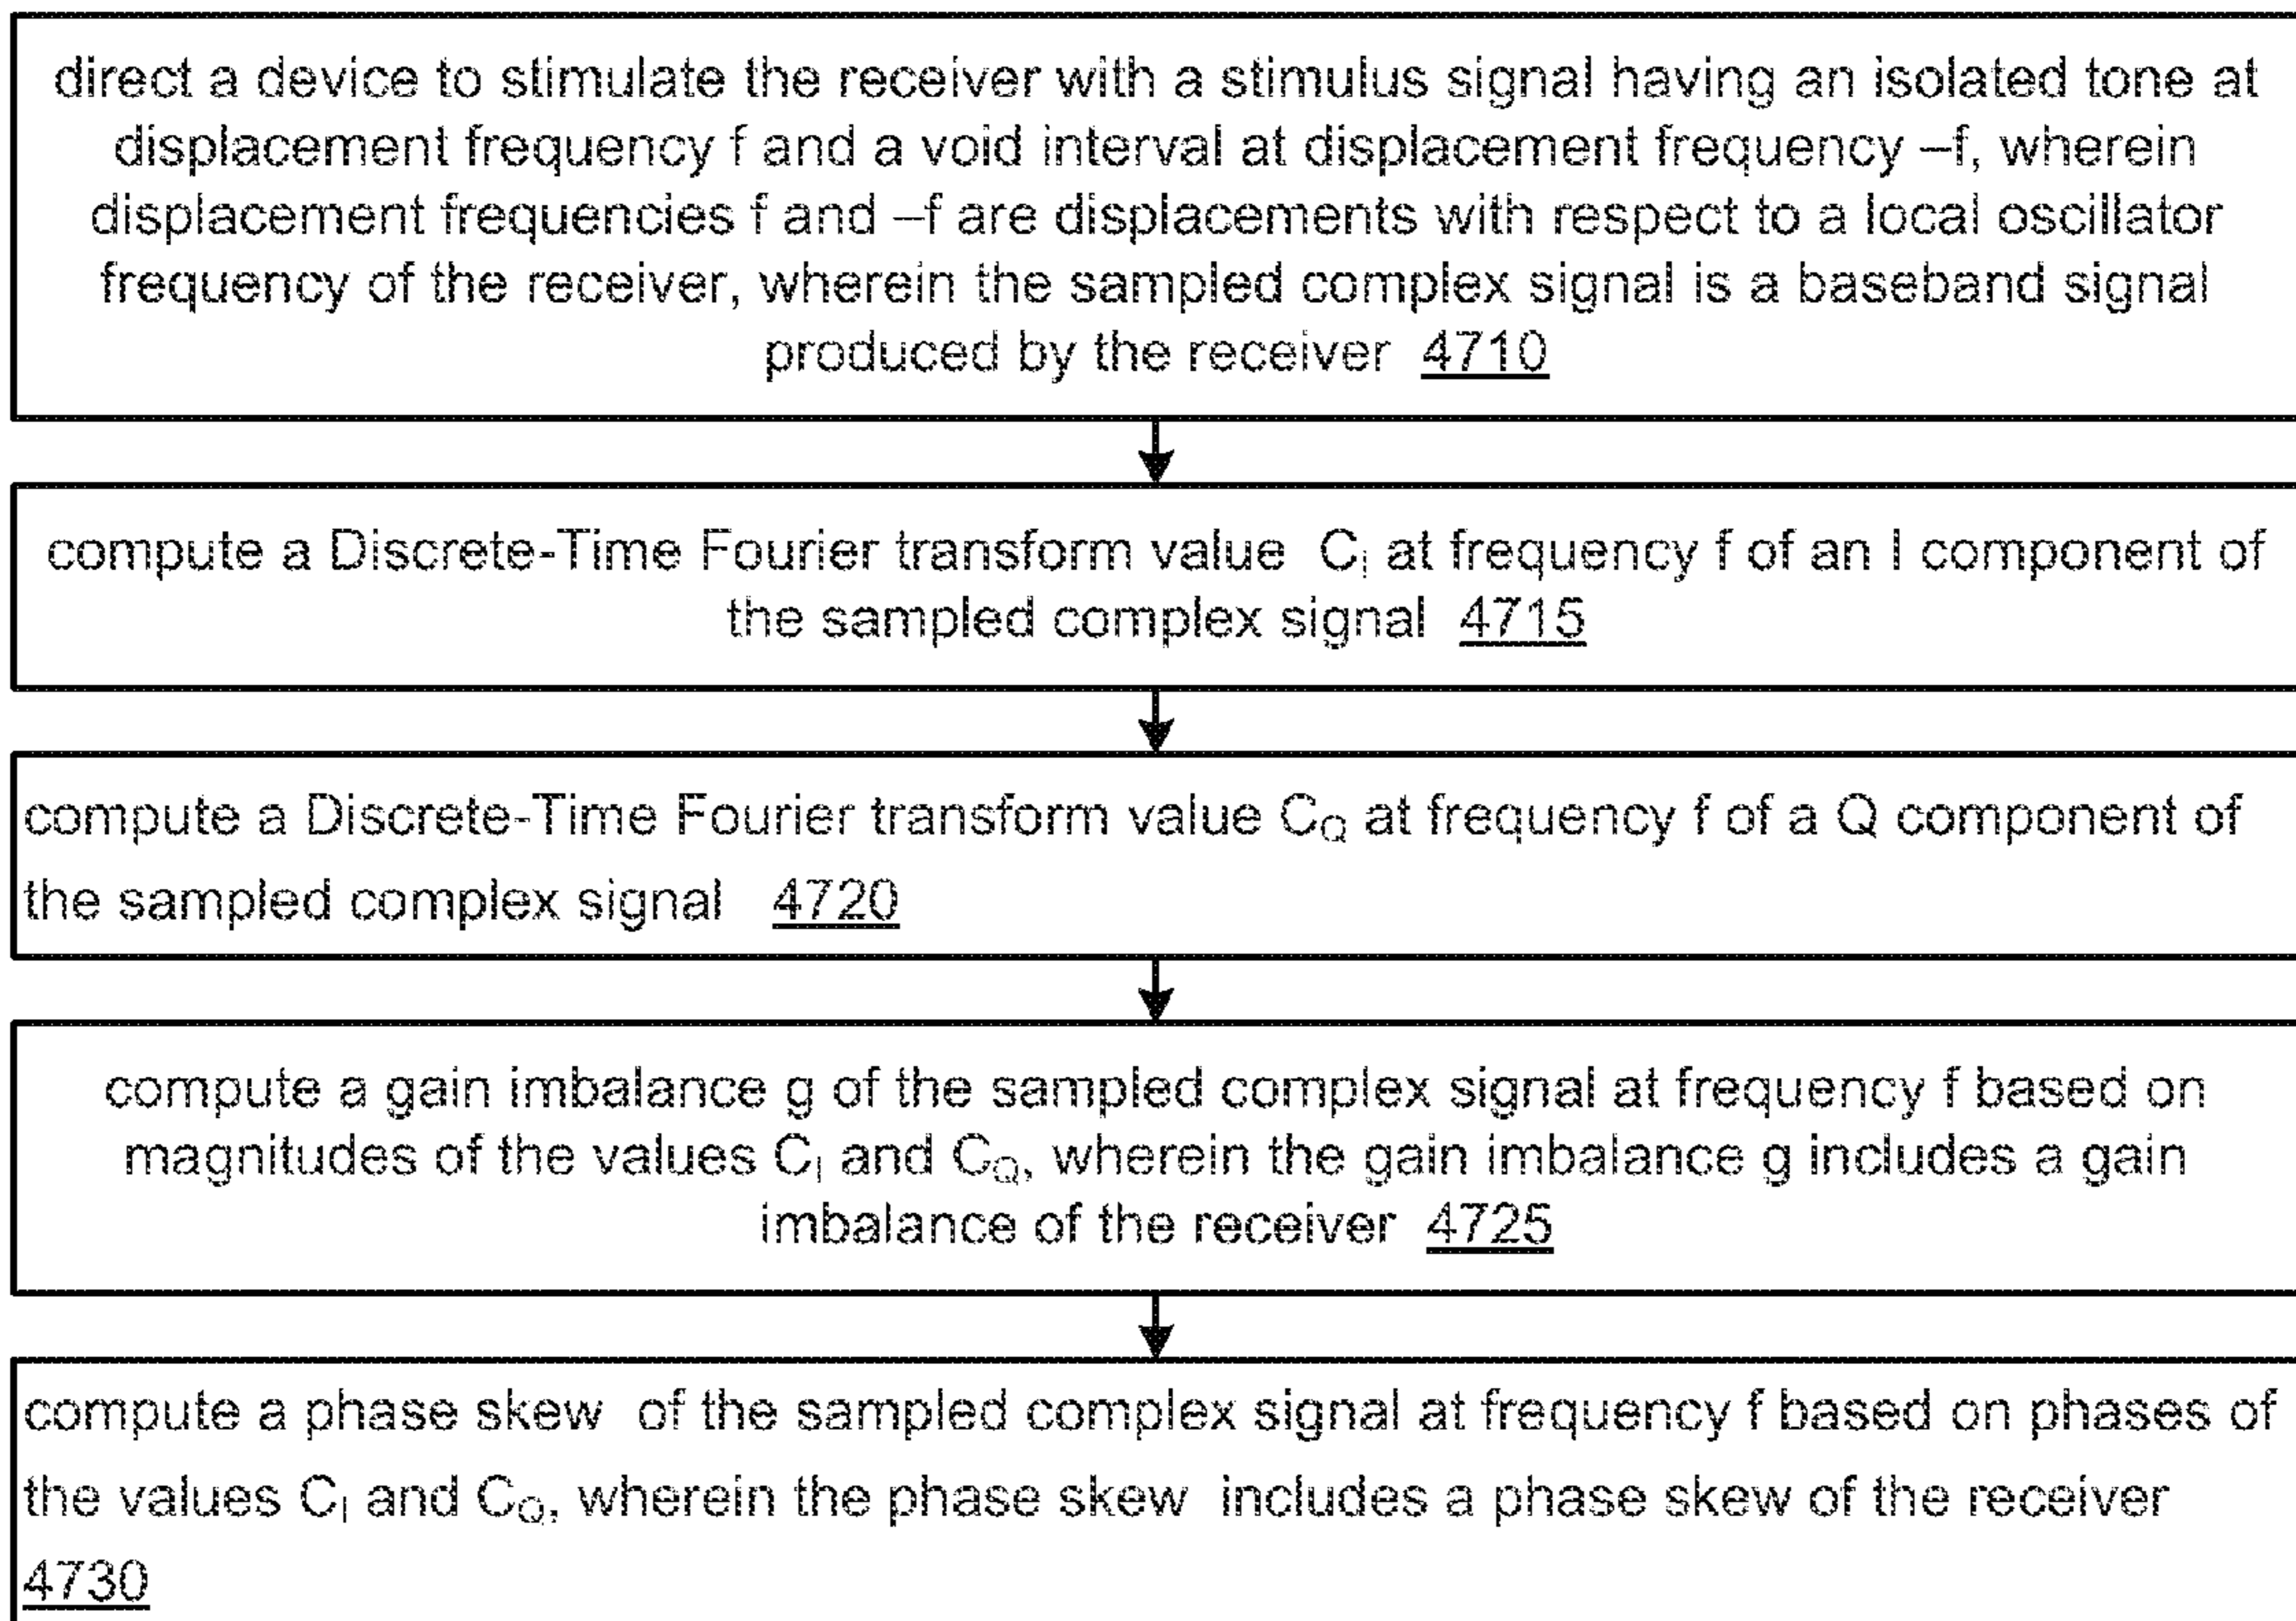 direct a device to stimulate the receiver with a stimulus signal having an isolated tone at
displacement frequency f and a void interval at displacement frequency –f, wherein
displacement frequencies f and –f are displacements with respect to a local oscillator
frequency of the receiver, wherein the sampled complex signal is a baseband signal
produced by the receiver 4710
compute a Discrete-Time Fourier transform value C_I at frequency f of an I component of
the sampled complex signal 4715
compute a Discrete-Time Fourier transform value C_Q at frequency f of a Q component of
the sampled complex signal 4720
compute a gain imbalance g of the sampled complex signal at frequency f based on
magnitudes of the values C_I and C_Q, wherein the gain imbalance g includes a gain
imbalance of the receiver 4725
compute a phase skew of the sampled complex signal at frequency f based on phases of
the values C_I and C_Q, wherein the phase skew includes a phase skew of the receiver
4730